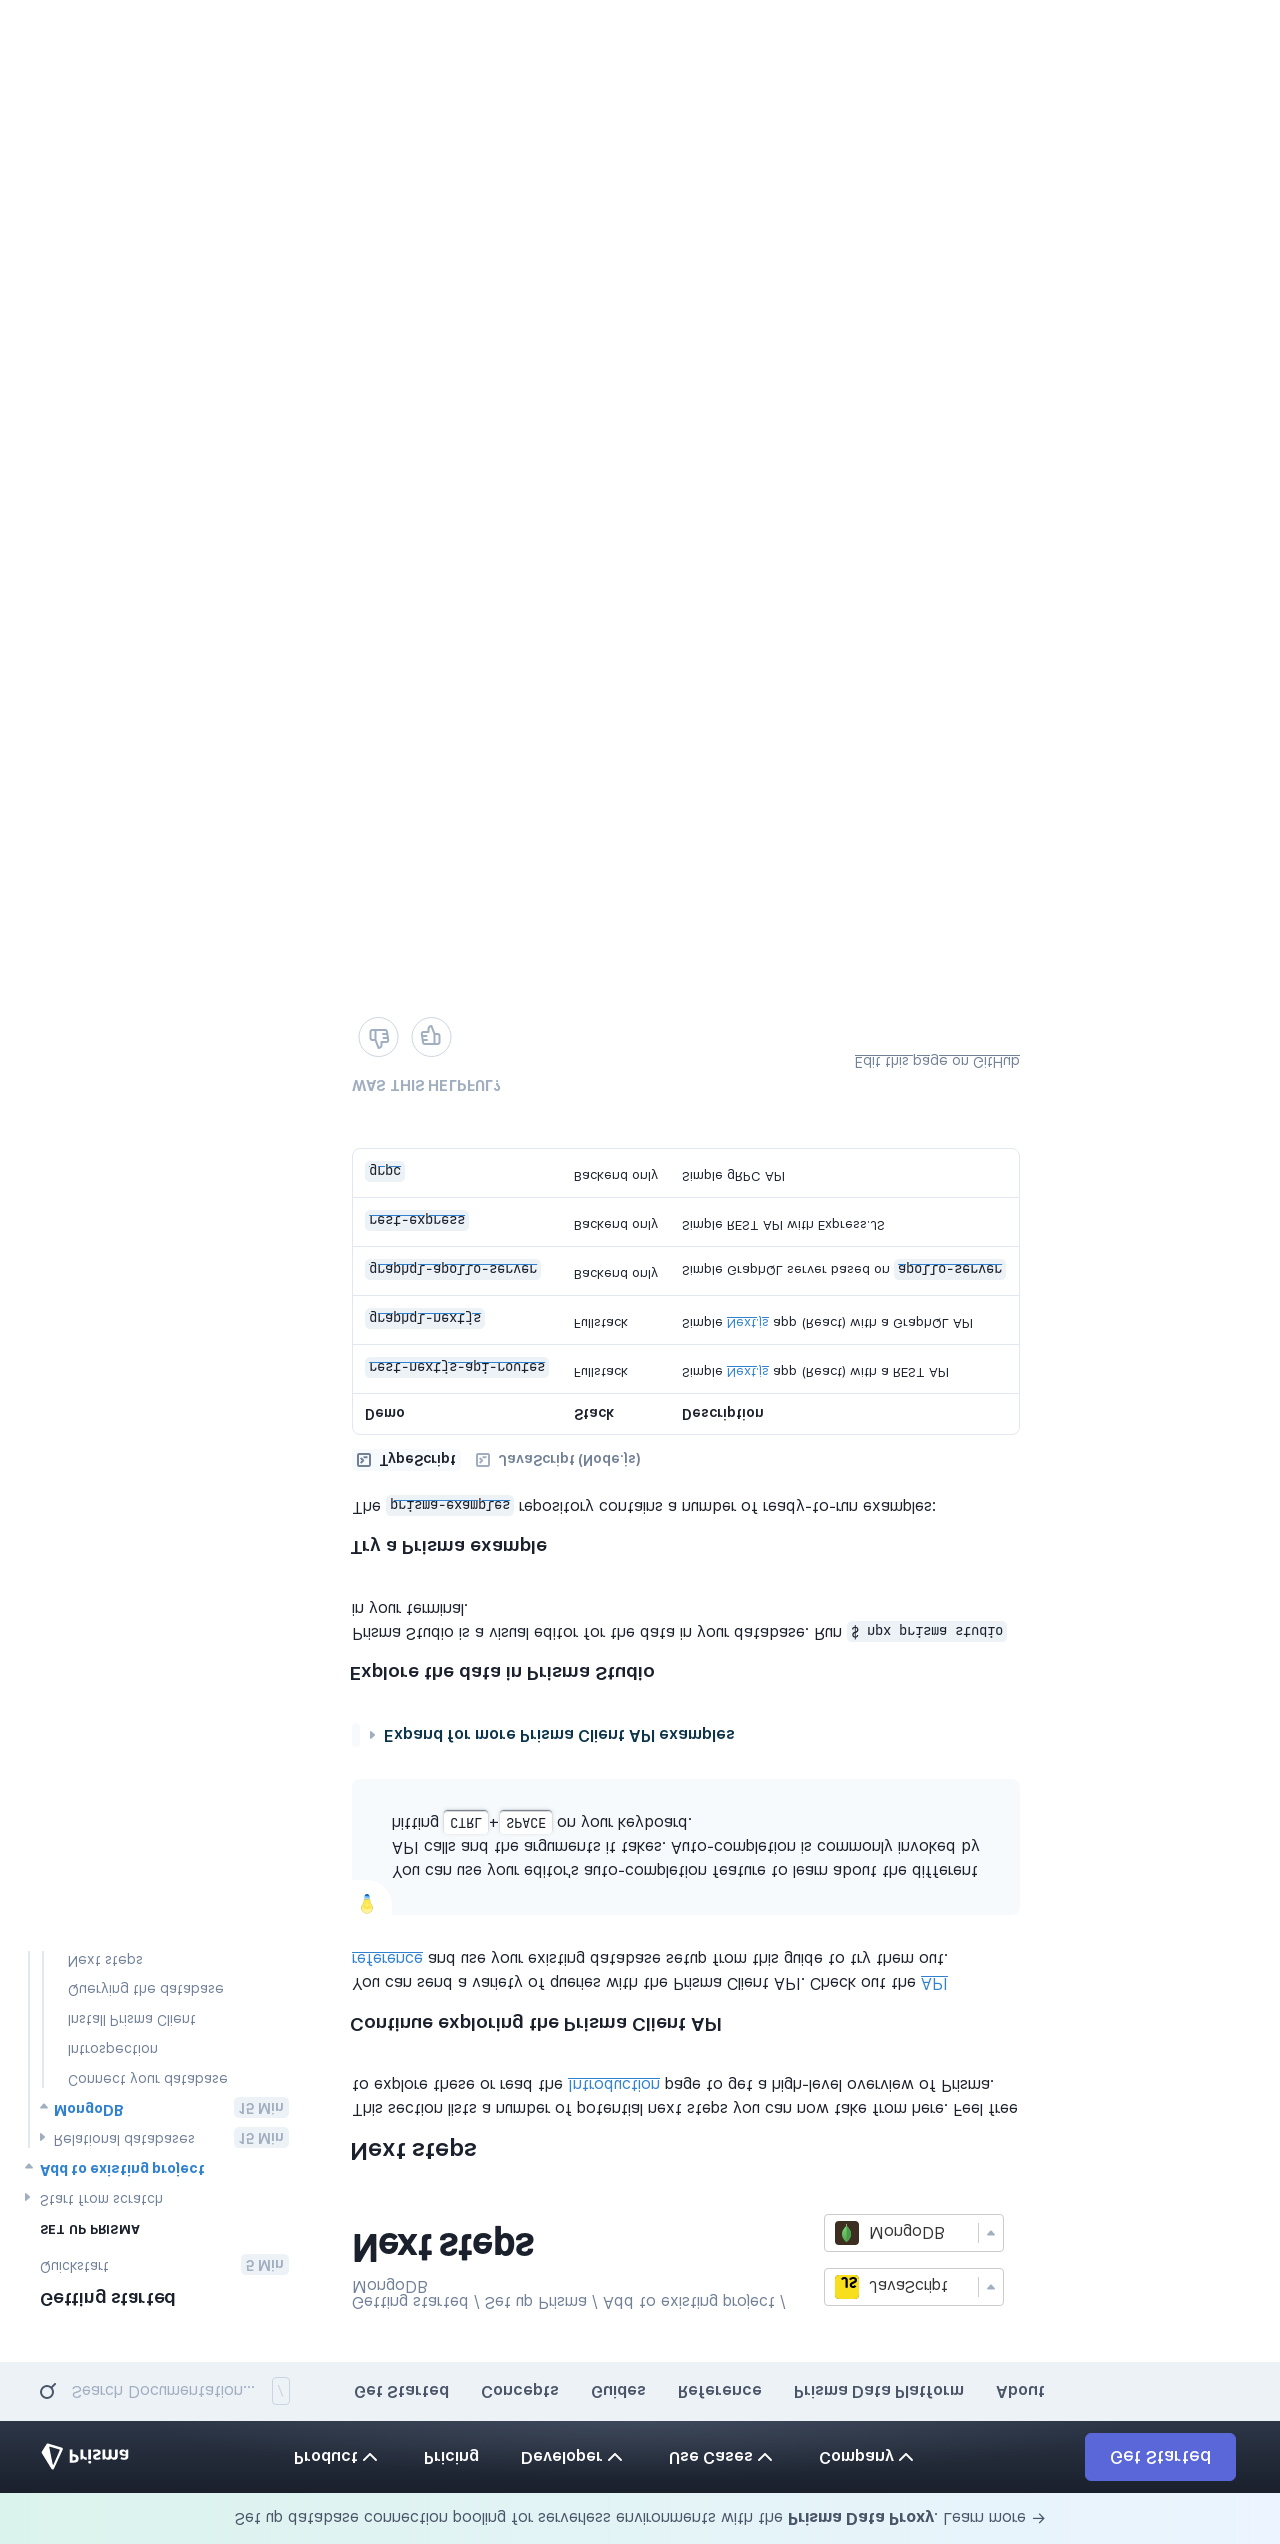 Set up database connection pooling for serverless environments with the Prisma Data Proxy. Learn more →
Prisma
Product
Pricing
Developer
Use Cases
Company
Get Started
Search Documentation... /
Get Started
Concepts
Guides
Reference
Prisma Data Platform
About
Getting started
Quickstart 5 Min
SET UP PRISMA
Start from scratch
Add to existing project
Relational databases 15 Min
MongoDB 15 Min
Connect your database
Introspection
Install Prisma Client
Querying the database
Next steps
Getting started / Set up Prisma / Add to existing project /
MongoDB
Next steps
JS JavaScript
MongoDB
Next steps
This section lists a number of potential next steps you can now take from here. Feel free
to explore these or read the Introduction page to get a high-level overview of Prisma.
Continue exploring the Prisma Client API
You can send a variety of queries with the Prisma Client API. Check out the API
reference and use your existing database setup from this guide to try them out.
You can use your editor's auto-completion feature to learn about the different
API calls and the arguments it takes. Auto-completion is commonly invoked by
hitting CTRL+SPACE on your keyboard.
Expand for more Prisma Client API examples
Explore the data in Prisma Studio
Prisma Studio is a visual editor for the data in your database. Run $ npx prisma studio
in your terminal.
Try a Prisma example
The prisma-examples repository contains a number of ready-to-run examples:
TypeScript
JavaScript (Node.js)
Demo Stack Description
rest-nextjs-api-routes Fullstack Simple Next.js app (React) with a REST API
graphql-nextjs Fullstack Simple Next.js app (React) with a GraphQL API
graphql-apollo-server Backend only Simple GraphQL server based on apollo-server
rest-express Backend only Simple REST API with Express.JS
grpc Backend only Simple gRPC API
WAS THIS HELPFUL?
Edit this page on GitHub